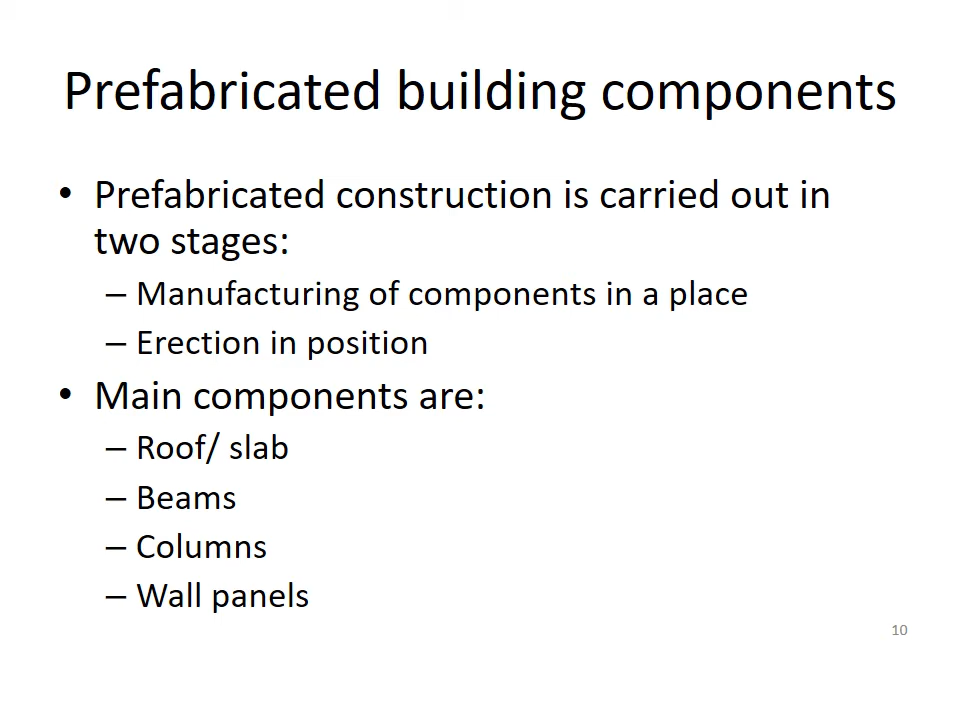 Prefabricated building components
• Prefabricated construction is carried out in
two stages:
– Manufacturing of components in a place
– Erection in position
• Main components are:
– Roof/ slab
– Beams
– Columns
– Wall panels
10